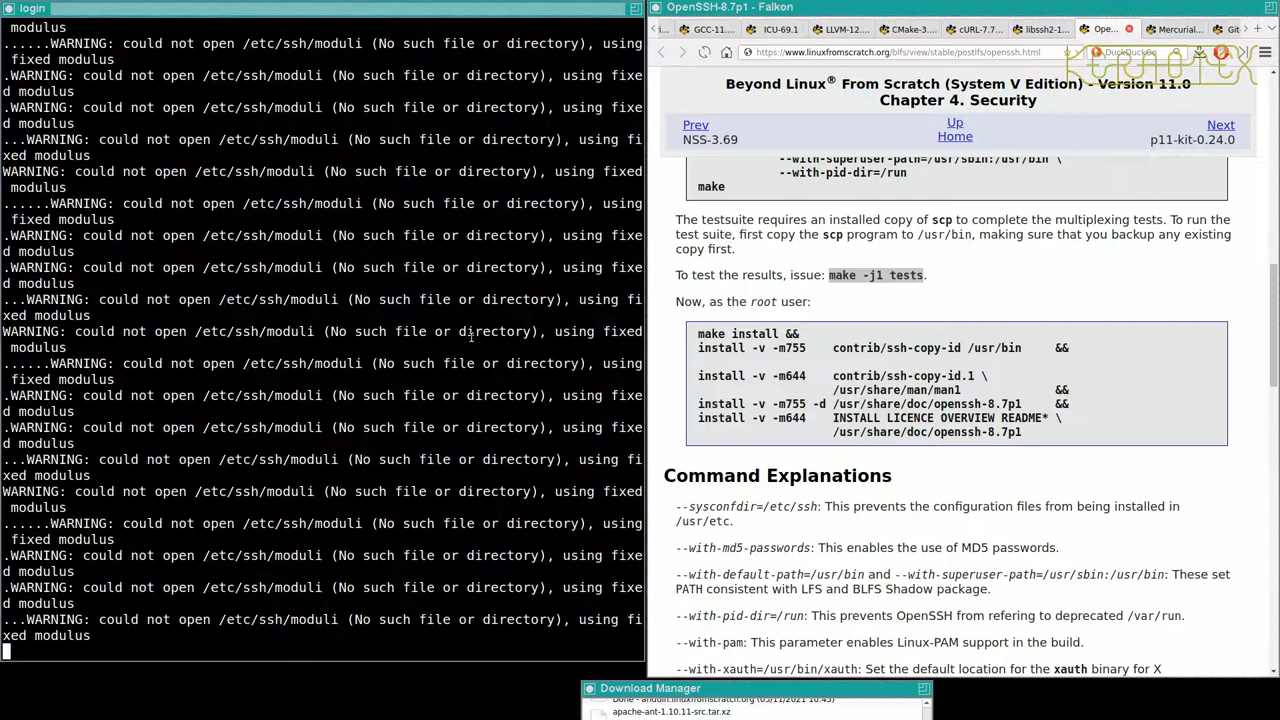 login
modulus
......WARNING: could not open /etc/ssh/moduli (No such file or directory), using
fixed modulus
.WARNING: could not open /etc/ssh/moduli (No such file or directory), using fixe
d modulus
.WARNING: could not open /etc/ssh/moduli (No such file or directory), using fixe
d modulus
...WARNING: could not open /etc/ssh/moduli (No such file or directory), using fi
xed modulus
WARNING: could not open /etc/ssh/moduli (No such file or directory), using fixed
modulus
......WARNING: could not open /etc/ssh/moduli (No such file or directory), using
fixed modulus
.WARNING: could not open /etc/ssh/moduli (No such file or directory), using fixe
d modulus
.WARNING: could not open /etc/ssh/moduli (No such file or directory), using fixe
d modulus
...WARNING: could not open /etc/ssh/moduli (No such file or directory), using fi
xed modulus
WARNING: could not open /etc/ssh/moduli (No such file or directory), using fixed
modulus
......WARNING: could not open /etc/ssh/moduli (No such file or directory), using
fixed modulus
.WARNING: could not open /etc/ssh/moduli (No such file or directory), using fixe
d modulus
.WARNING: could not open /etc/ssh/moduli (No such file or directory), using fixe
d modulus
...WARNING: could not open /etc/ssh/moduli (No such file or directory), using fi
xed modulus
WARNING: could not open /etc/ssh/moduli (No such file or directory), using fixed
modulus
......WARNING: could not open /etc/ssh/moduli (No such file or directory), using
fixed modulus
.WARNING: could not open /etc/ssh/moduli (No such file or directory), using fixe
d modulus
.WARNING: could not open /etc/ssh/moduli (No such file or directory), using fixe
d modulus
...WARNING: could not open /etc/ssh/moduli (No such file or directory), using fi
xed modulus
OpenSSH-8.7p1 - Falkon
GCC-11.... ICU-69.1 LLVM-12.... CMake-3.... cURL-7.7... libssh2-1... Ope... Mercurial... Git
https://www.linuxfromscratch.org/blfs/view/stable/postlfs/openssh.html DuckDuckGo
KERNOTEX
Beyond Linux® From Scratch (System V Edition) - Version 11.0
Chapter 4. Security
Prev Up Next
NSS-3.69 Home p11-kit-0.24.0
--with-superuser-path=/usr/sbin:/usr/bin \
--with-pid-dir=/run
make
The testsuite requires an installed copy of scp to complete the multiplexing tests. To run the
test suite, first copy the scp program to /usr/bin, making sure that you backup any existing
copy first.
To test the results, issue: make -j1 tests.
Now, as the root user:
make install &&
install -v -m755 contrib/ssh-copy-id /usr/bin &&
install -v -m644 contrib/ssh-copy-id.1 \
/usr/share/man/man1 &&
install -v -m755 -d /usr/share/doc/openssh-8.7p1 &&
install -v -m644 INSTALL LICENCE OVERVIEW README* \
/usr/share/doc/openssh-8.7p1
Command Explanations
--sysconfdir=/etc/ssh: This prevents the configuration files from being installed in
/usr/etc.
--with-md5-passwords: This enables the use of MD5 passwords.
--with-default-path=/usr/bin and --with-superuser-path=/usr/sbin:/usr/bin: These set
PATH consistent with LFS and BLFS Shadow package.
--with-pid-dir=/run: This prevents OpenSSH from refering to deprecated /var/run.
--with-pam: This parameter enables Linux-PAM support in the build.
--with-xauth=/usr/bin/xauth: Set the default location for the xauth binary for X
Download Manager
Done - anduin.linuxfromscratch.org (05/11/2021 10:45)
apache-ant-1.10.11-src.tar.xz